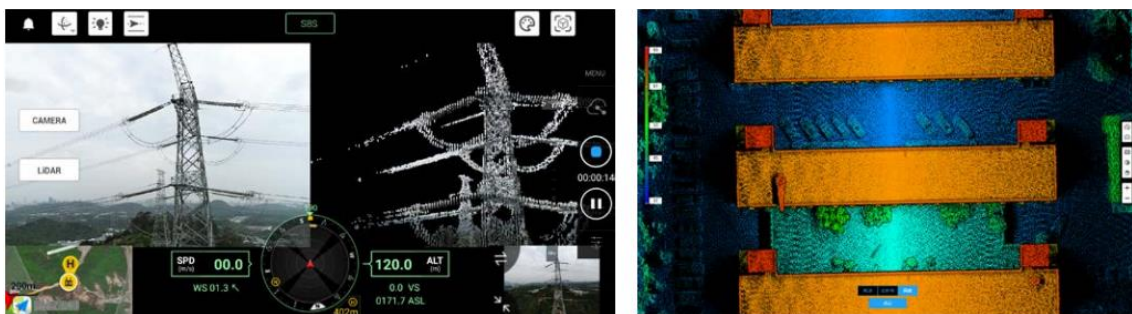 SBS
MENU
CAMERA
LiDAR
00:00:14
SPD
(m/s)
00.0
WS 01.3
120.0
ALT
(m)
0.0 VS
0171.7 ASL
200m
H
402m